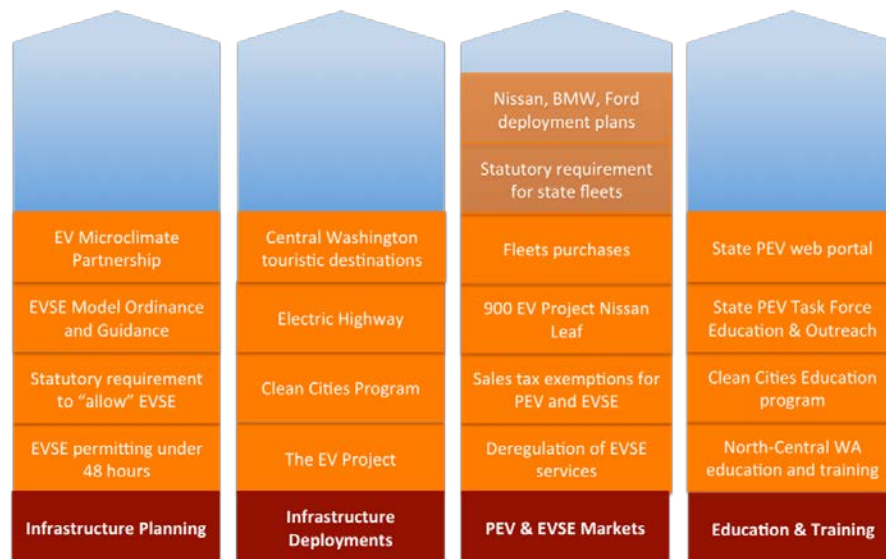 EV Microclimate
Partnership
EVSE Model Ordinance
and Guidance
Statutory requirement
to “allow” EVSE
EVSE permitting under
48 hours
Infrastructure Planning
Central Washington
touristic destinations
Electric Highway
Clean Cities Program
The EV Project
Infrastructure
Deployments
Nissan, BMW, Ford
deployment plans
Statutory requirement
for state fleets
Fleets purchases
900 EV Project Nissan
Leaf
Sales tax exemptions for
PEV and EVSE
Deregulation of EVSE
services
PEV & EVSE Markets
State PEV web portal
State PEV Task Force
Education & Outreach
Clean Cities Education
program
North-Central WA
education and training
Education & Training